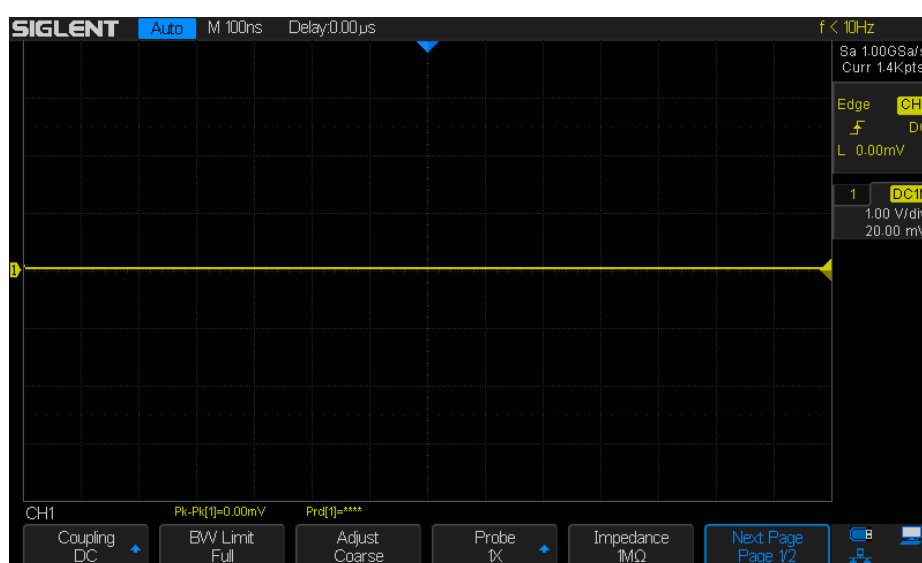 SIGLENT Auto M 100ns Delay:0.00µs f < 10Hz
Sa 1.00GSa/s
Curr 1.4Kpts
Edge CH
DC
L 0.00mV
1 DC1M
1.00 V/div
20.00 mV
1
CH1 Pk-Pk[1]=0.00mV Prd[1]=****
Coupling BW Limit Adjust Probe Impedance Next Page
DC Full Coarse 1X 1MΩ Page 1/2